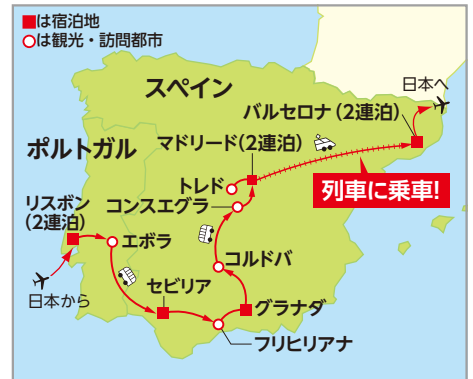 ■は宿泊地
○は観光・訪問都市
スペイン
日本へ
バルセロナ(2連泊)
ポルトガル
マドリード(2連泊)
トレド
列車に乗車!
コンスエグラ
リスボン
(2連泊)
エボラ
コルドバ
日本から
セビリア
グラナダ
フリヒリアナ